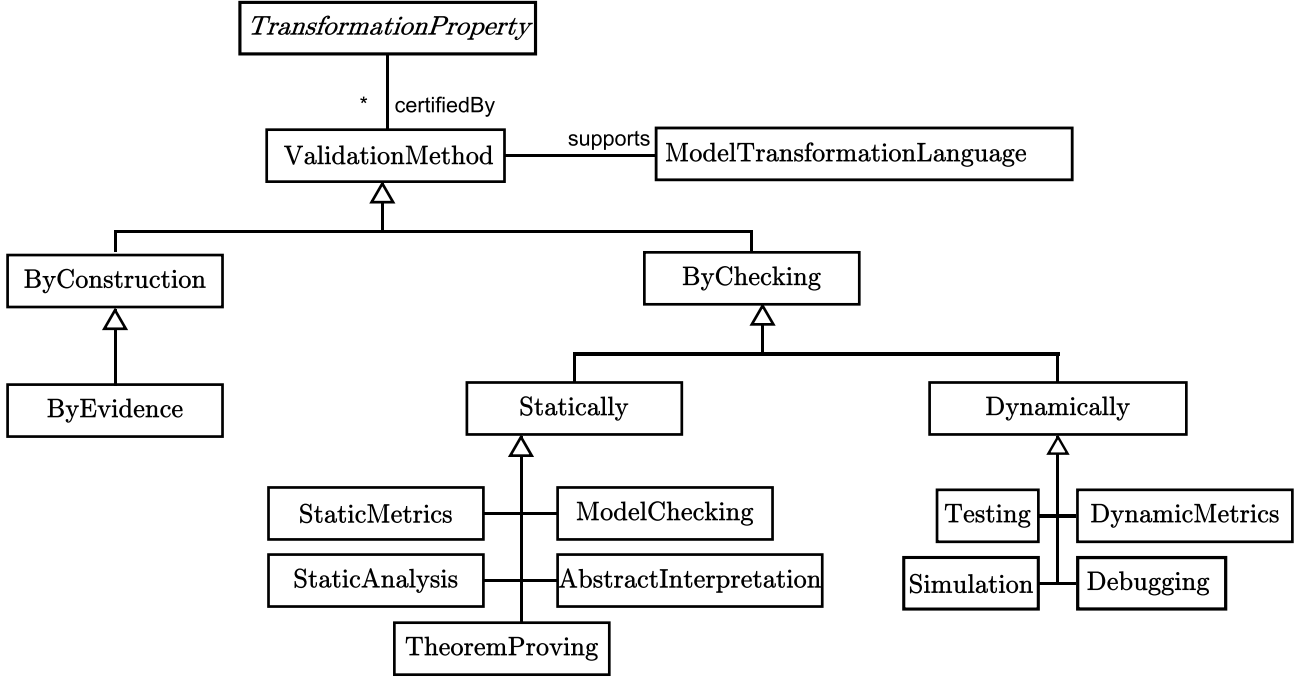 TransformationProperty
* certifiedBy
supports
ValidationMethod
ModelTransformationLanguage
ByConstruction
ByChecking
ByEvidence
Statically
Dynamically
StaticMetrics
ModelChecking
Testing
DynamicMetrics
StaticAnalysis
AbstractInterpretation
Simulation
Debugging
TheoremProving